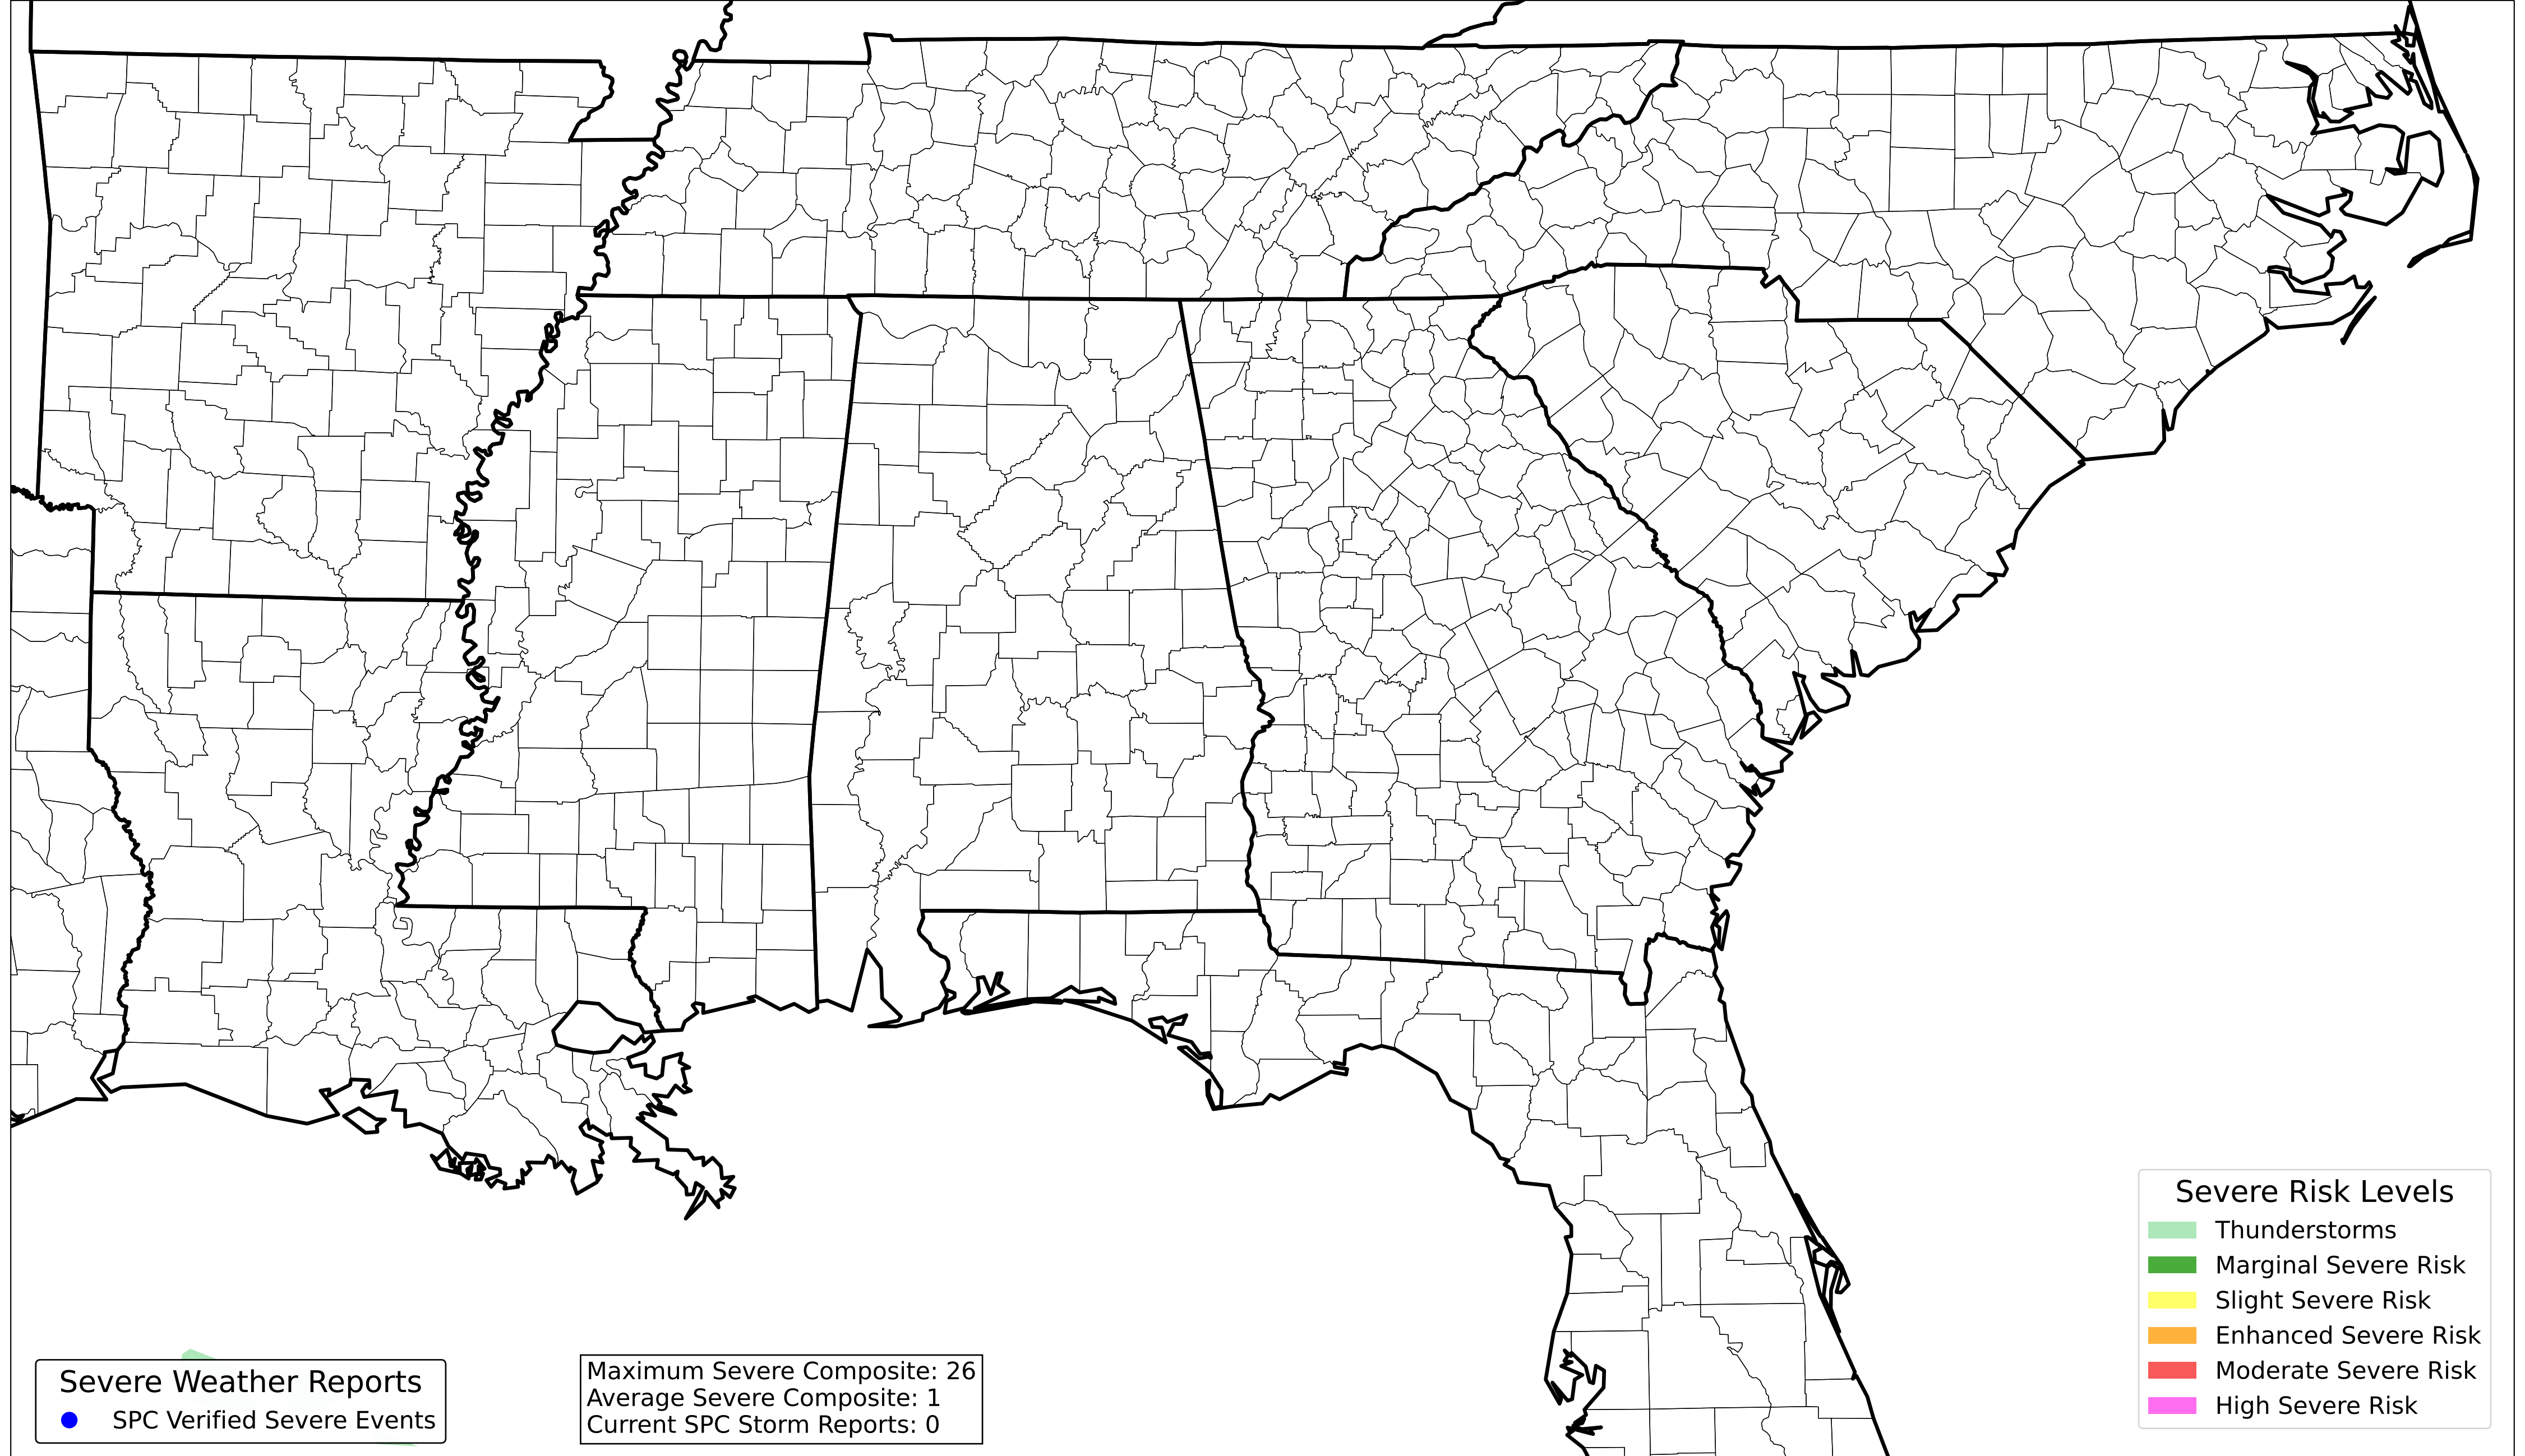 Severe Weather Reports
SPC Verified Severe Events
Maximum Severe Composite: 26
Average Severe Composite: 1
Current SPC Storm Reports: 0
Severe Risk Levels
Thunderstorms
Marginal Severe Risk
Slight Severe Risk
Enhanced Severe Risk
Moderate Severe Risk
High Severe Risk